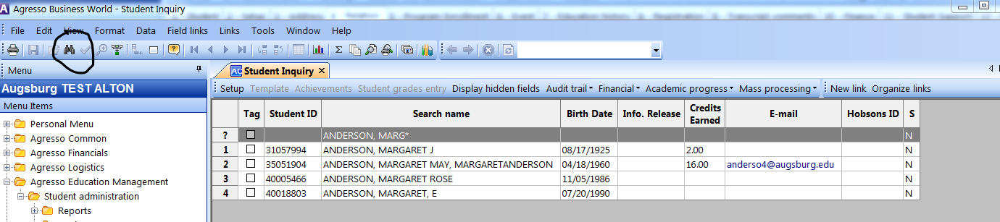 Agresso Business World - Student Inquiry
File Edit View Format Data Field links Links Tools Window Help
Menu
Student Inquiry
Augsburg TEST ALTON
Setup Template Achievements Student grades entry Display hidden fields Audit trail Financial Academic progress Mass processing New link Organize links
Menu Items
Tag Student ID Search name Birth Date Info. Release Credits Earned E-mail Hobsons ID S
Personal Menu
? ANDERSON, MARG* N
Agresso Common
1 31057994 ANDERSON, MARGARET J 08/17/1925 2.00 N
Agresso Financials
2 35051904 ANDERSON, MARGARET MAY, MARGARETANDERSON 04/18/1960 16.00 anderso4@augsburg.edu N
Agresso Logistics
3 40005466 ANDERSON, MARGARET ROSE 11/05/1986 N
Agresso Education Management
4 40018803 ANDERSON, MARGARET, E 07/20/1990 N
Student administration
Reports